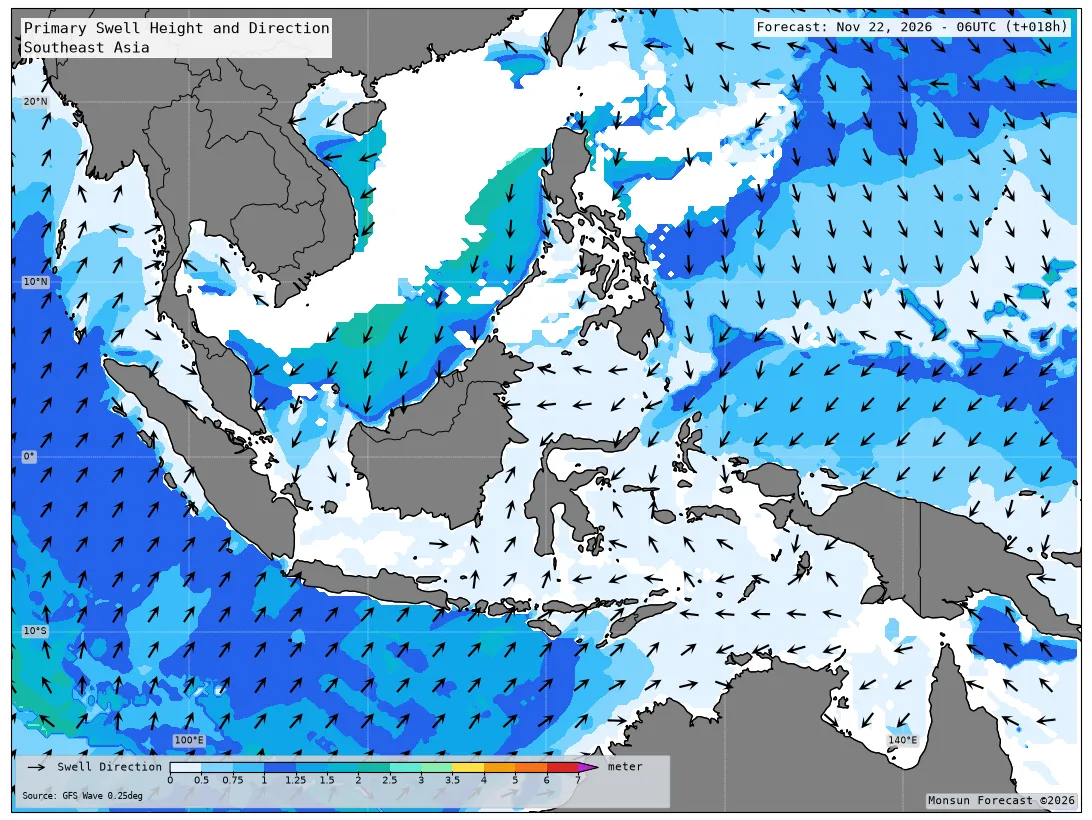 Primary Swell Height and Direction
Southeast Asia
Forecast: Nov 22, 2026 - 06UTC (t+018h)
20°N
10°N
0°
10°S
100°E
140°E
Swell Direction
meter
0 0.5 0.75 1 1.25 1.5 2 2.5 3 3.5 4 5 6 7
Source: GFS Wave 0.25deg
Monsun Forecast ©2026